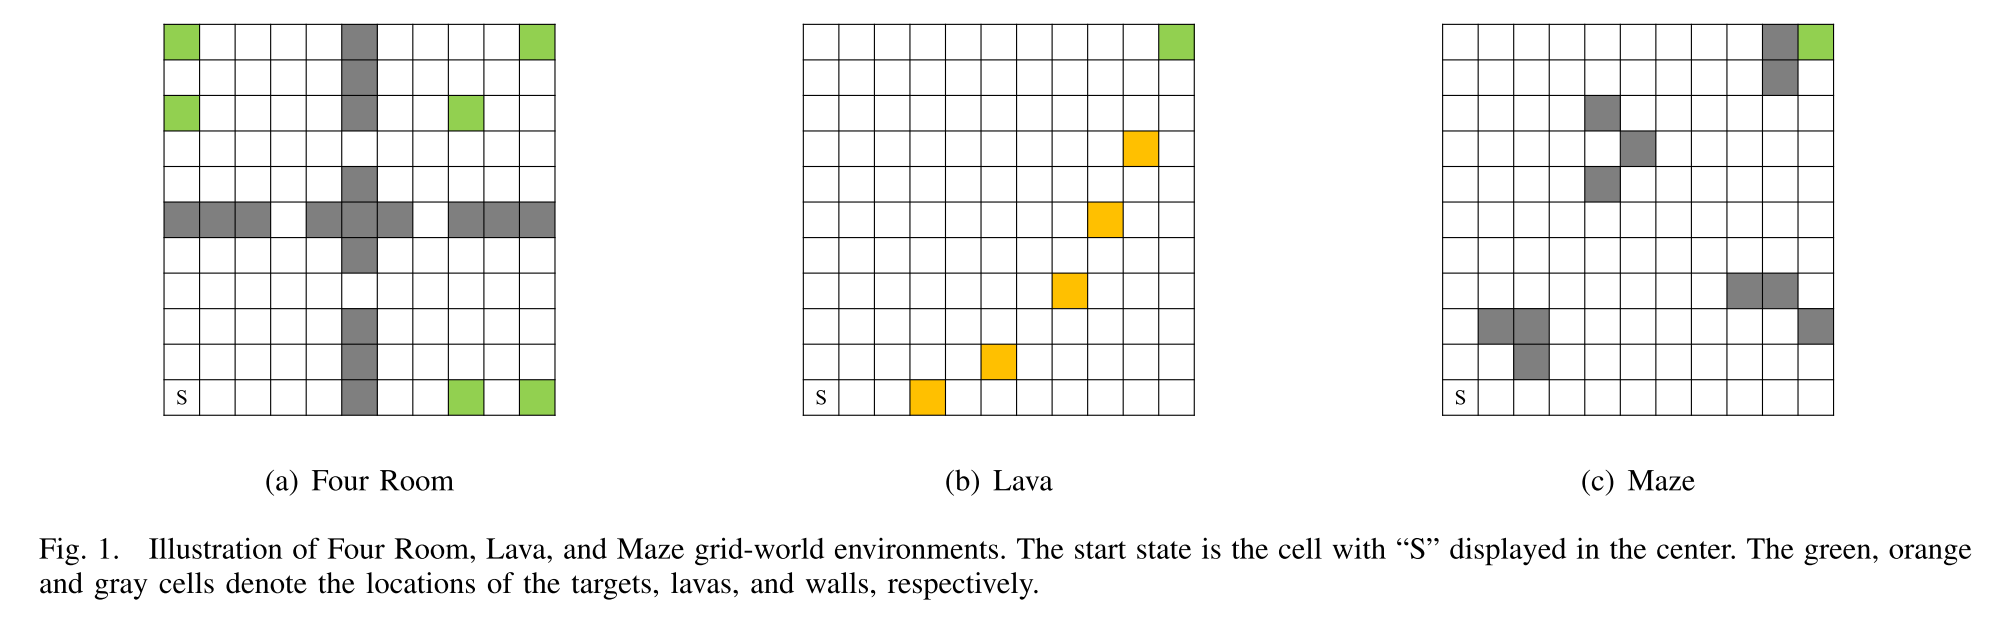 S
S
S
(a) Four Room
(b) Lava
(c) Maze
Fig. 1. Illustration of Four Room, Lava, and Maze grid-world environments. The start state is the cell with “S” displayed in the center. The green, orange
and gray cells denote the locations of the targets, lavas, and walls, respectively.